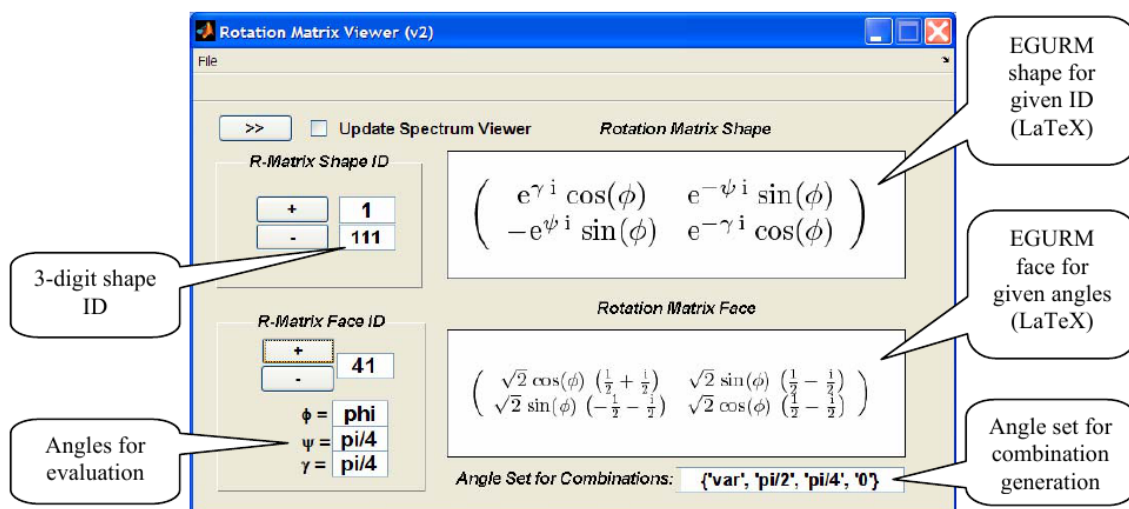 Rotation Matrix Viewer (v2)
File
>>
Update Spectrum Viewer
R-Matrix Shape ID
+
1
-
111
Rotation Matrix Shape
e^{γ i} cos(φ) e^{-ψ i} sin(φ)
-e^{ψ i} sin(φ) e^{-γ i} cos(φ)
R-Matrix Face ID
+
41
-
ϕ = phi
ψ = pi/4
γ = pi/4
Rotation Matrix Face
√2 cos(φ) (1/2 + i/2) √2 sin(φ) (1/2 - i/2)
√2 sin(φ) (-1/2 - i/2) √2 cos(φ) (1/2 - i/2)
Angle Set for Combinations:
{'var', 'pi/2', 'pi/4', '0'}
3-digit shape
ID
Angles for
evaluation
EGURM
shape for
given ID
(LaTeX)
EGURM
face for
given angles
(LaTeX)
Angle set for
combination
generation